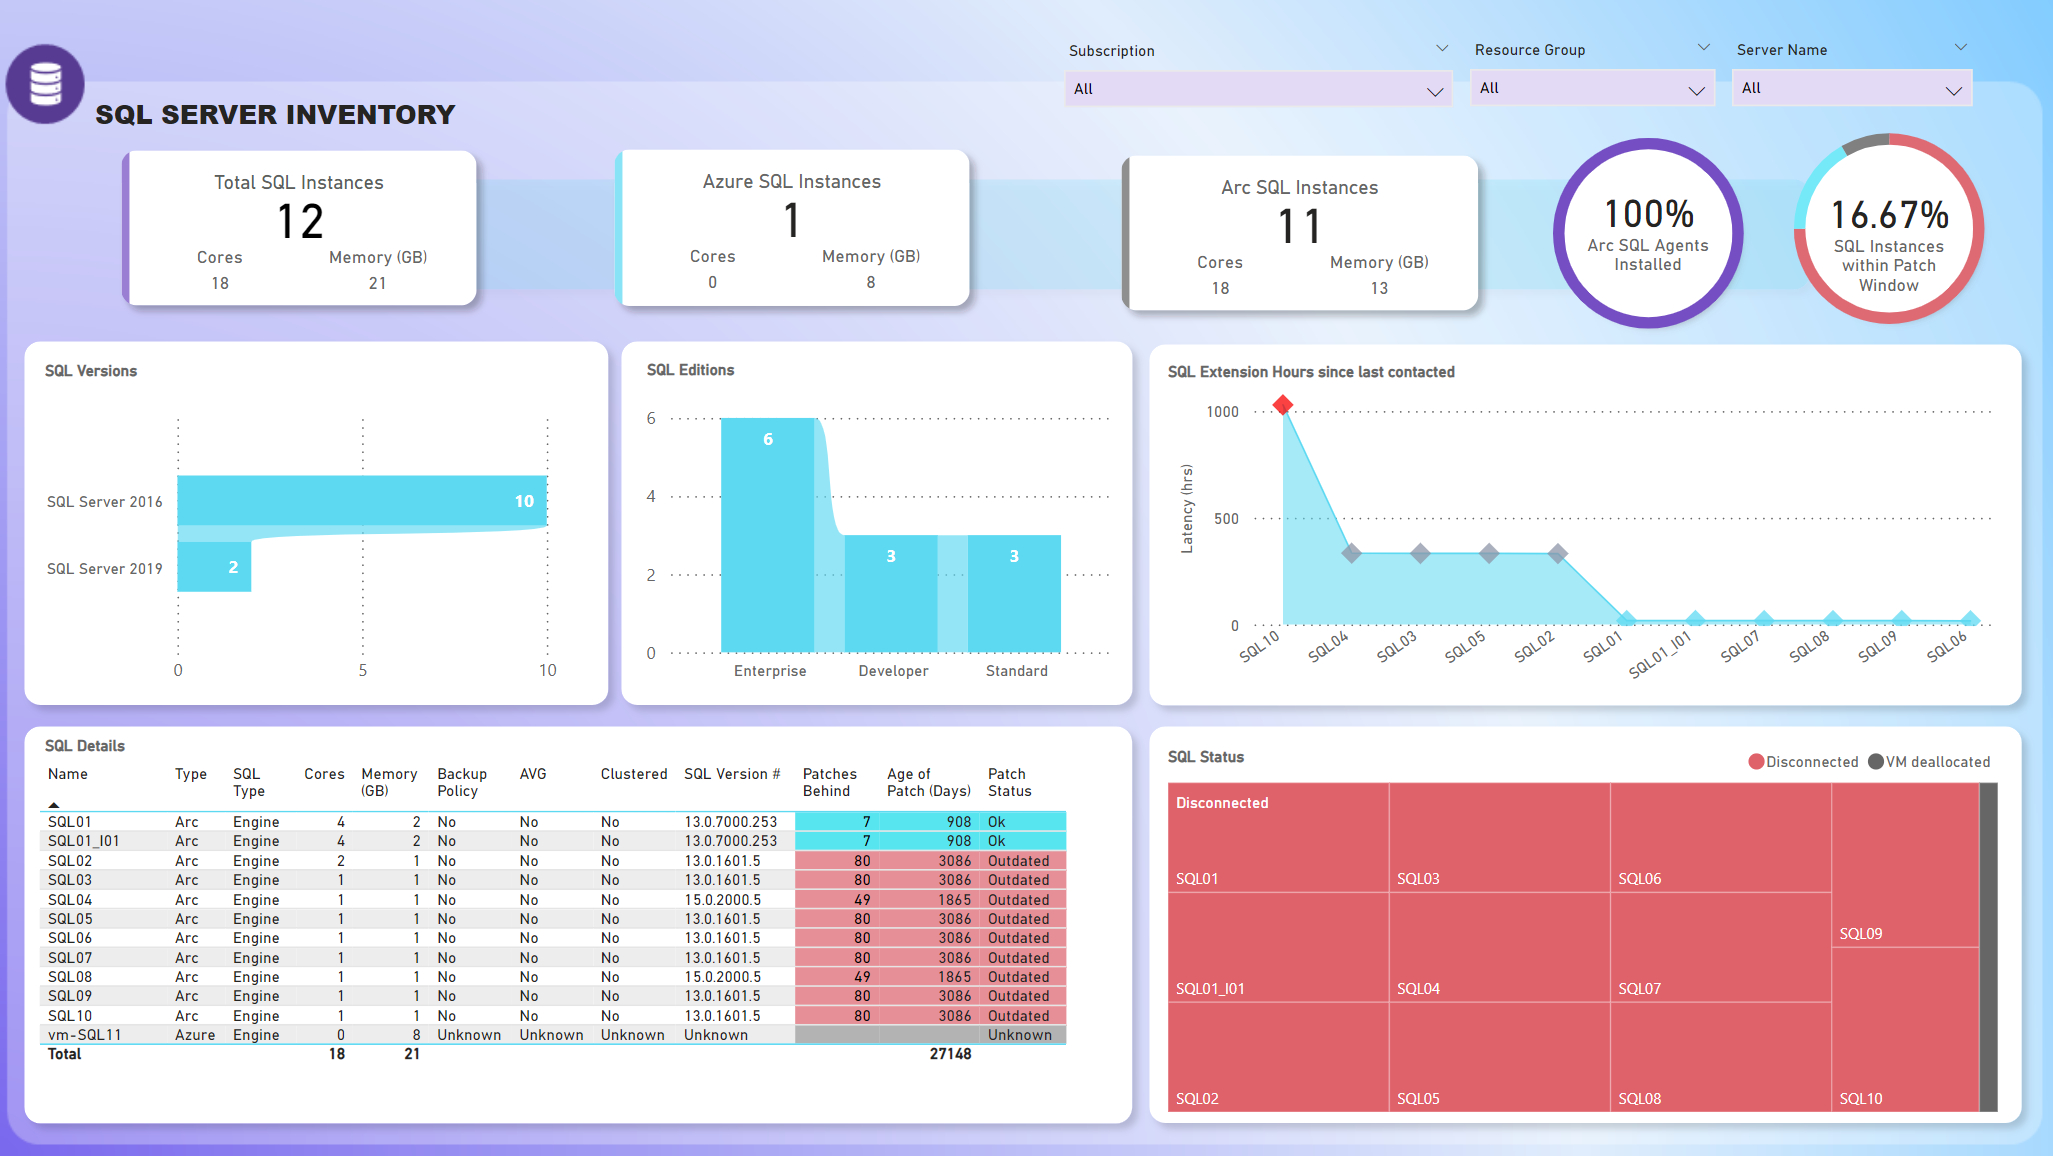 Subscription
Resource Group
Server Name
All
All
All
SQL SERVER INVENTORY
Total SQL Instances
12
Cores Memory (GB)
18 21
Azure SQL Instances
1
Cores Memory (GB)
0 8
Arc SQL Instances
11
Cores Memory (GB)
18 13
100%
Arc SQL Agents
Installed
16.67%
SQL Instances
within Patch
Window
SQL Versions
SQL Server 2016
10
SQL Server 2019
2
0 5 10
SQL Editions
6
4
2
0
6
3
3
Enterprise Developer Standard
SQL Extension Hours since last contacted
Latency (hrs)
1000
500
0
SQL10 SQL04 SQL03 SQL05 SQL02 SQL01 SQL01_I01 SQL07 SQL08 SQL09 SQL06
SQL Details
Name Type SQL Type Cores Memory (GB) Backup Policy AVG Clustered SQL Version # Patches Behind Age of Patch (Days) Patch Status
SQL01 Arc Engine 4 2 No No No 13.0.7000.253 7 908 Ok
SQL01_I01 Arc Engine 4 2 No No No 13.0.7000.253 7 908 Ok
SQL02 Arc Engine 2 1 No No No 13.0.1601.5 80 3086 Outdated
SQL03 Arc Engine 1 1 No No No 13.0.1601.5 80 3086 Outdated
SQL04 Arc Engine 1 1 No No No 15.0.2000.5 49 1865 Outdated
SQL05 Arc Engine 1 1 No No No 13.0.1601.5 80 3086 Outdated
SQL06 Arc Engine 1 1 No No No 13.0.1601.5 80 3086 Outdated
SQL07 Arc Engine 1 1 No No No 13.0.1601.5 80 3086 Outdated
SQL08 Arc Engine 1 1 No No No 15.0.2000.5 49 1865 Outdated
SQL09 Arc Engine 1 1 No No No 13.0.1601.5 80 3086 Outdated
SQL10 Arc Engine 1 1 No No No 13.0.1601.5 80 3086 Outdated
vm-SQL11 Azure Engine 0 8 Unknown Unknown Unknown Unknown Unknown
Total 18 21 27148
SQL Status
Disconnected VM deallocated
Disconnected
SQL01 SQL03 SQL06
SQL09
SQL01_I01 SQL04 SQL07
SQL02 SQL05 SQL08 SQL10